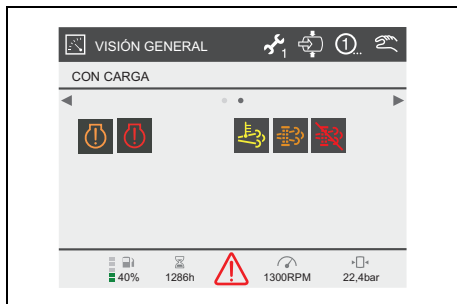 VISIÓN GENERAL 1 1...
CON CARGA
40% 1286h 1300RPM 22,4bar